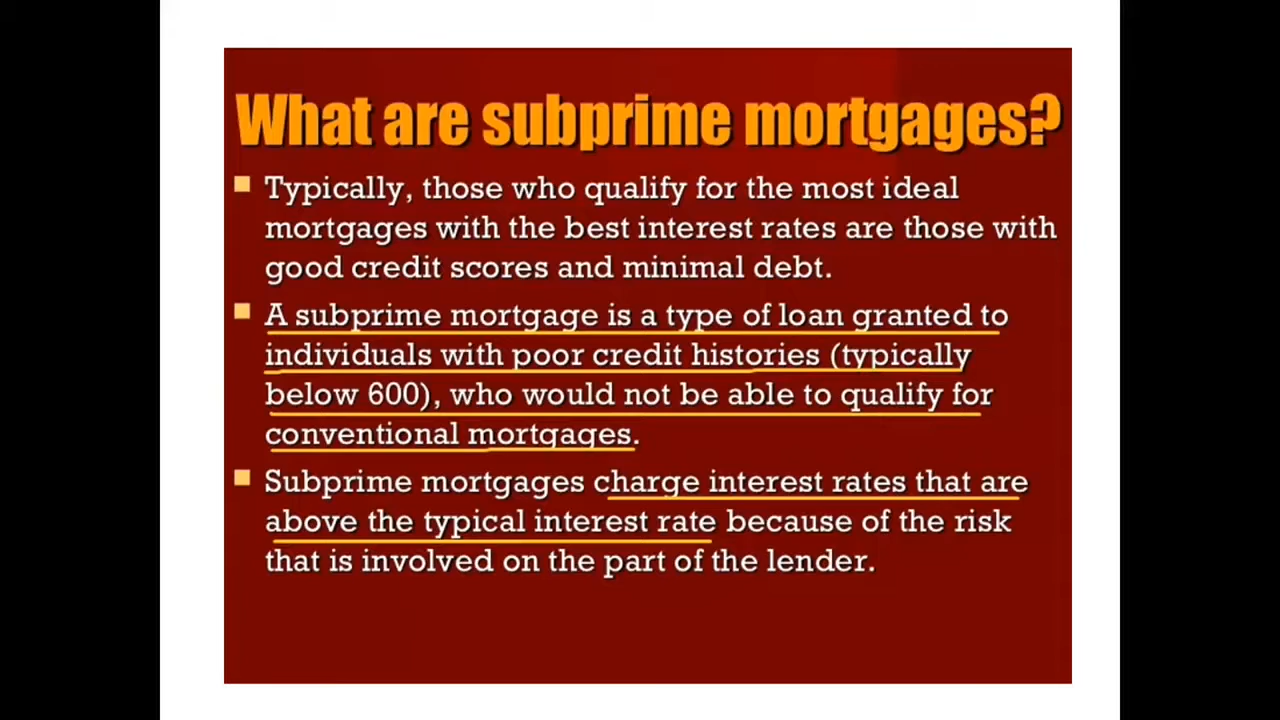 What are subprime mortgages?
Typically, those who qualify for the most ideal
mortgages with the best interest rates are those with
good credit scores and minimal debt.
A subprime mortgage is a type of loan granted to
individuals with poor credit histories (typically
below 600), who would not be able to qualify for
conventional mortgages.
Subprime mortgages charge interest rates that are
above the typical interest rate because of the risk
that is involved on the part of the lender.